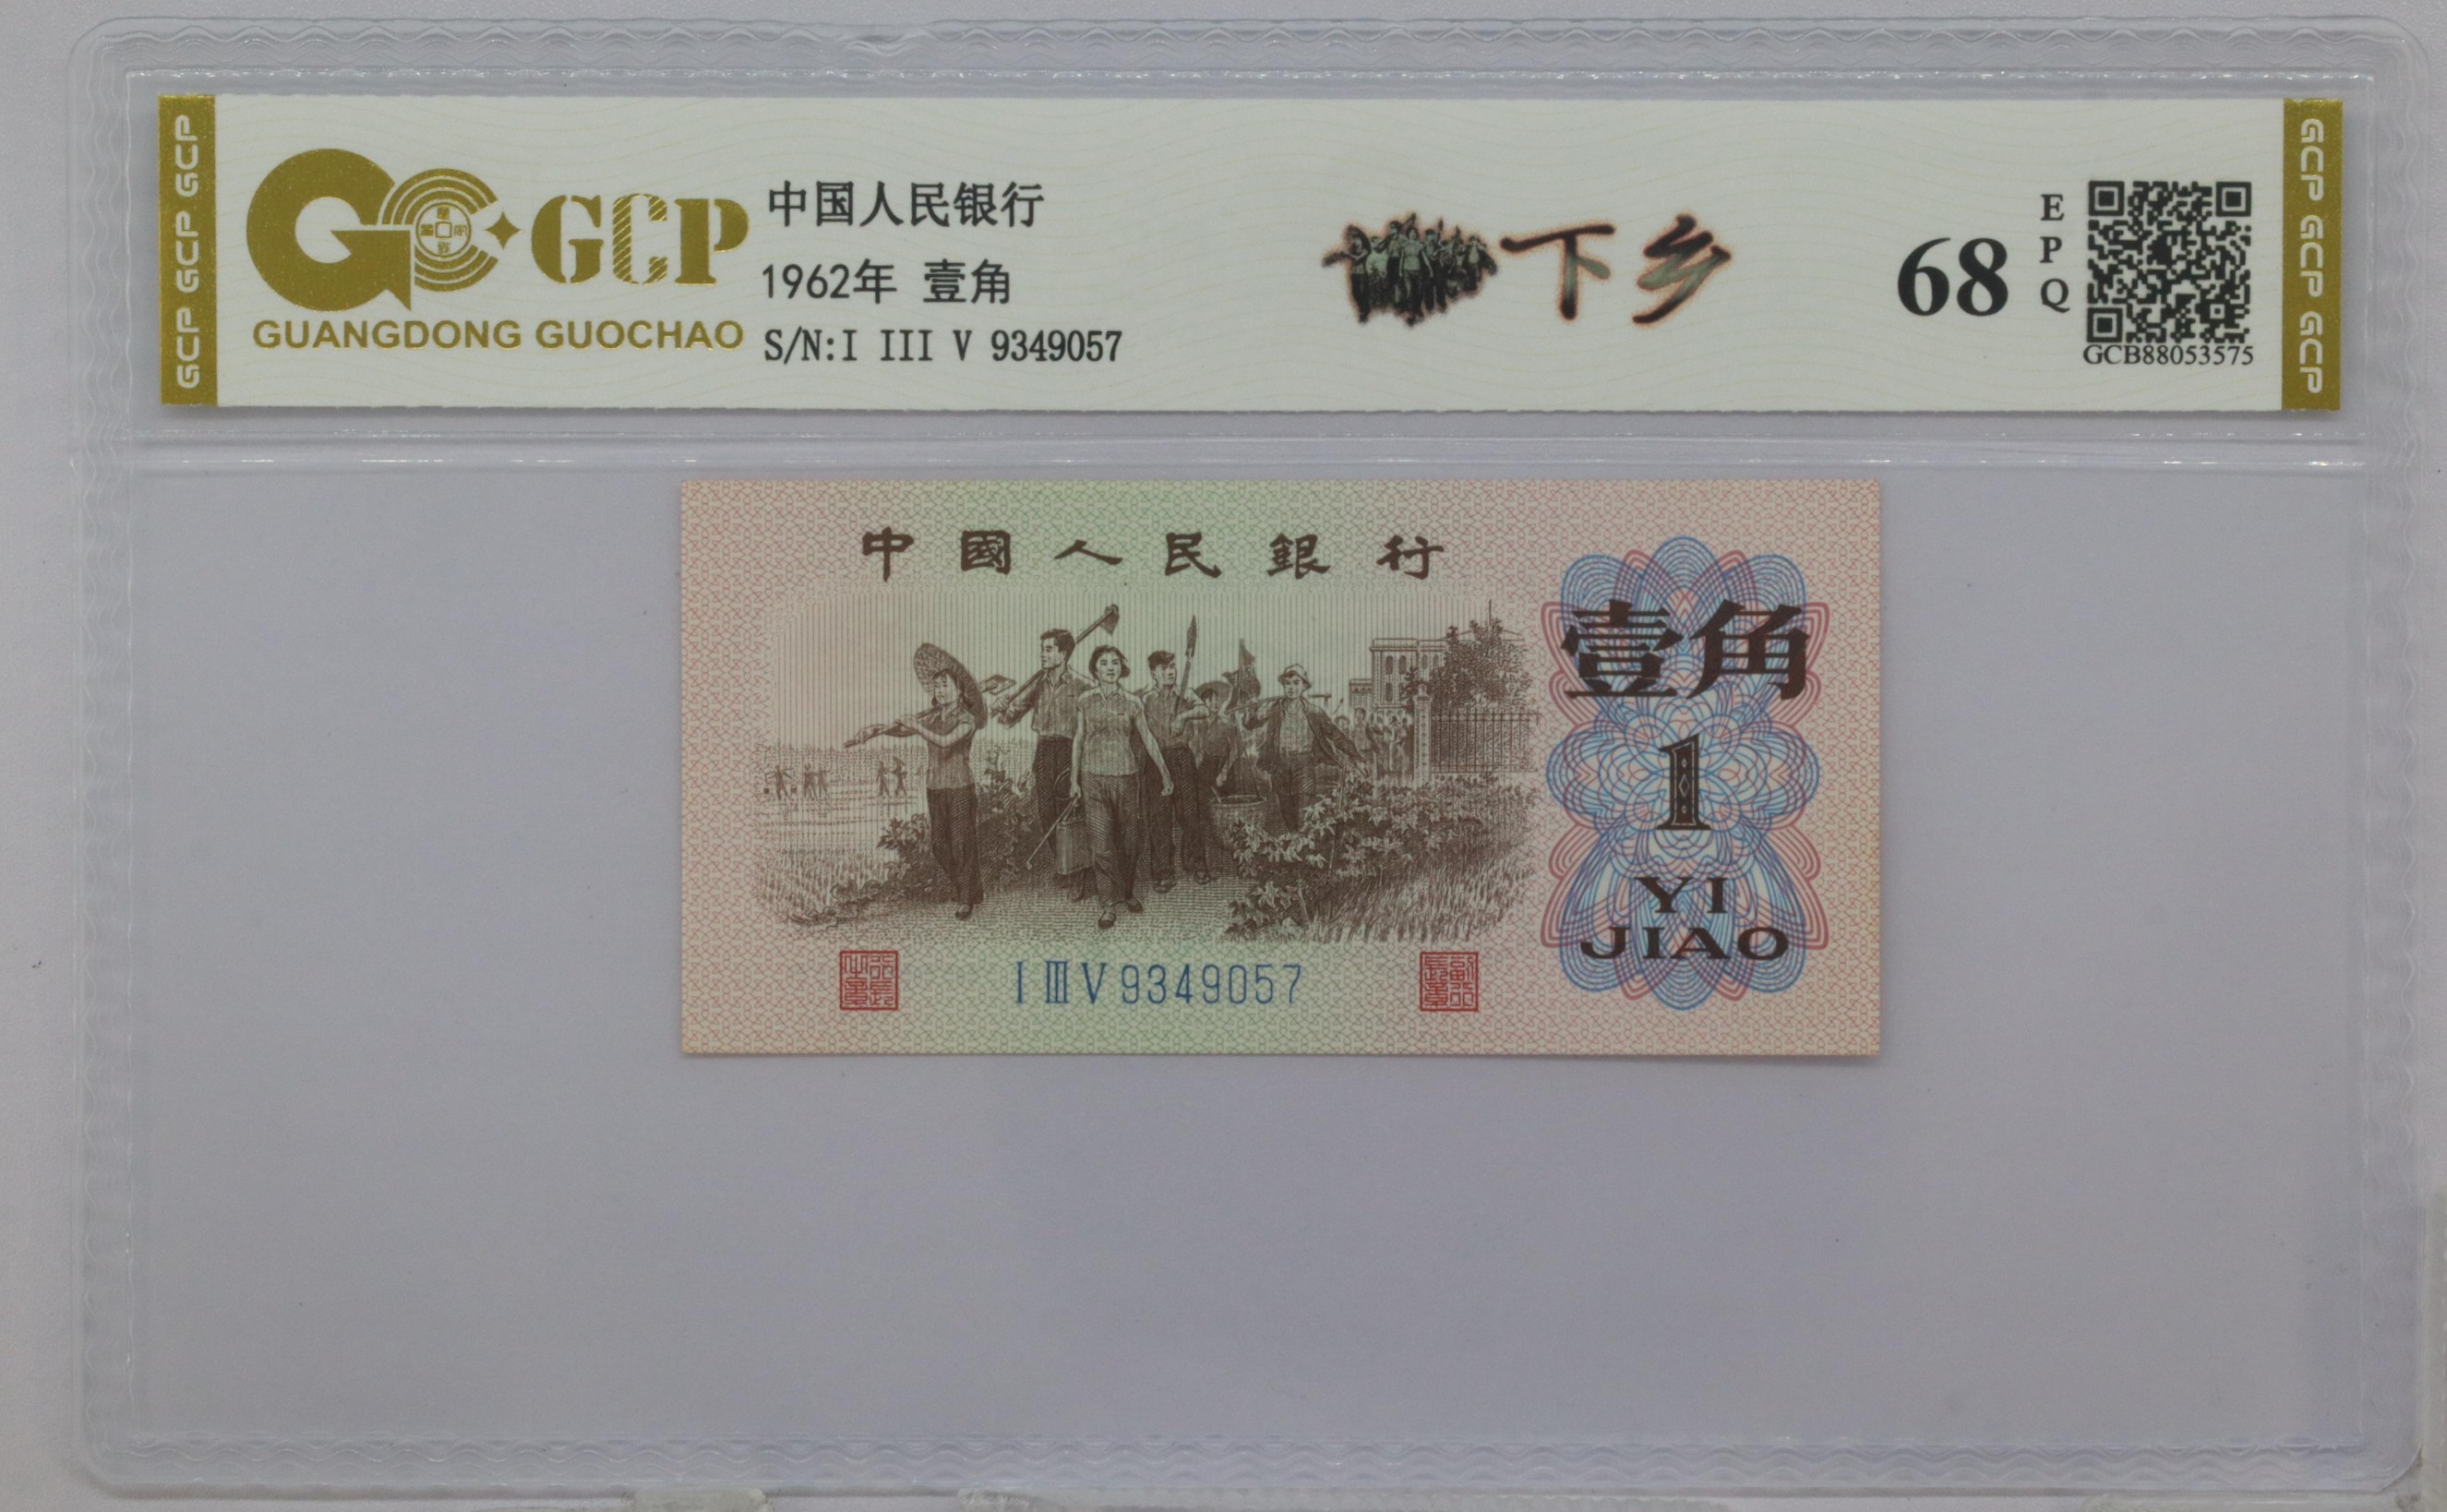 GCP GCP GCP
GCP
GUANGDONG GUOCHAO
中国人民银行
1962年 壹角
S/N:I III V 9349057
下乡
68
EPQ
GCB88053575
GCP GCP GCP
中國人民銀行
壹角
1
YI
JIAO
I III V 9349057